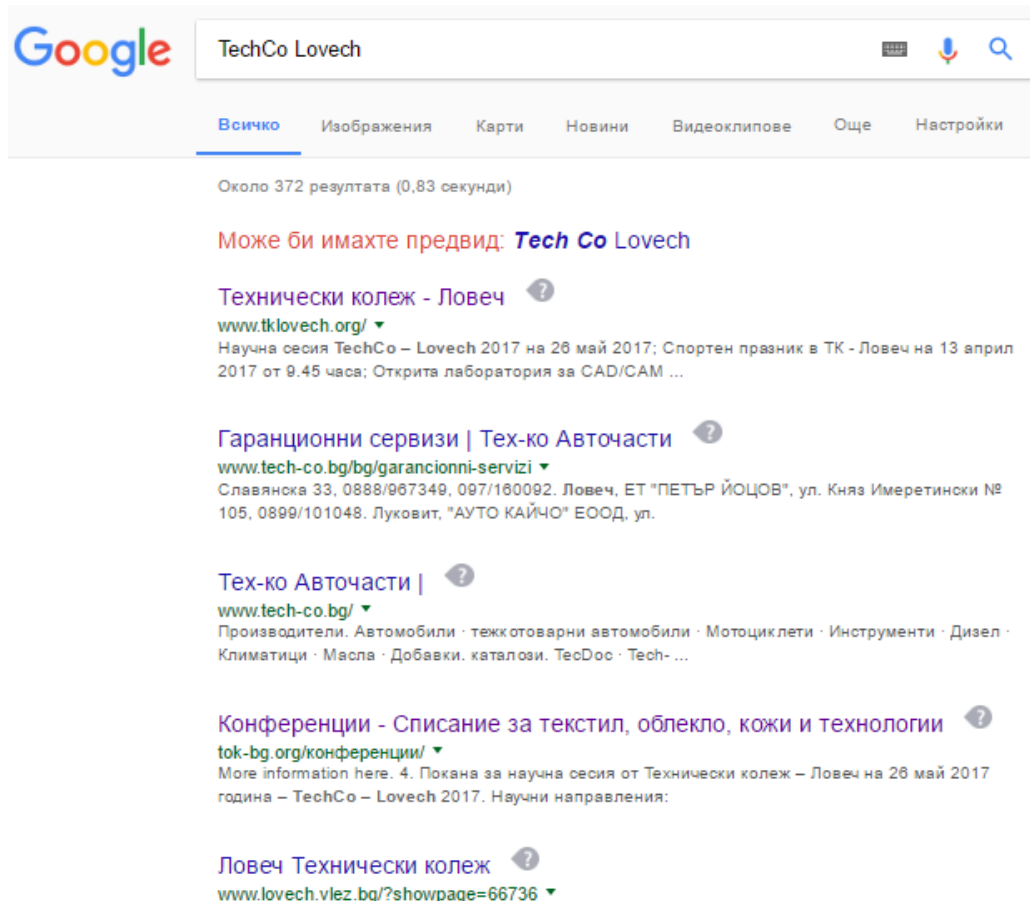 Google
TechCo Lovech
Всичко Изображения Карти Новини Видеоклипове Още Настройки
Около 372 резултата (0,83 секунди)
Може би имахте предвид: Tech Co Lovech
Технически колеж - Ловеч
www.tklovech.org/
Научна сесия TechCo – Lovech 2017 на 26 май 2017; Спортен празник в ТК - Ловеч на 13 април
2017 от 9.45 часа; Открита лаборатория за CAD/CAM ...
Гаранционни сервизи | Тех-ко Авточасти
www.tech-co.bg/bg/garancionni-servizi
Славянска 33, 0888/967349, 097/160092. Ловеч, ЕТ "ПЕТЪР ЙОЦОВ", ул. Княз Имеретински №
105, 0899/101048. Луковит, "АУТО КАЙЧО" ЕООД, ул.
Тех-ко Авточасти |
www.tech-co.bg/
Производители. Автомобили · тежкотоварни автомобили · Мотоциклети · Инструменти · Дизел ·
Климатици · Масла · Добавки. каталози. TecDoc · Tech- ...
Конференции - Списание за текстил, облекло, кожи и технологии
tok-bg.org/конференции/
More information here. 4. Покана за научна сесия от Технически колеж – Ловеч на 26 май 2017
година – TechCo – Lovech 2017. Научни направления:
Ловеч Технически колеж
www.lovech.vlez.bg/?showpage=66736